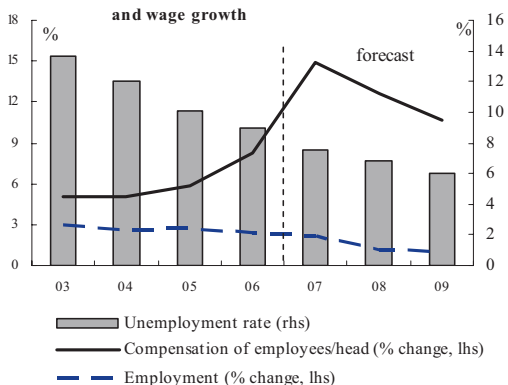 and wage growth
% %
forecast
18 16
15 14
12 12
9 10
6 8
3 6
0 4
2
0
03 04 05 06 07 08 09
Unemployment rate (rhs)
Compensation of employees/head (% change, lhs)
Employment (% change, lhs)